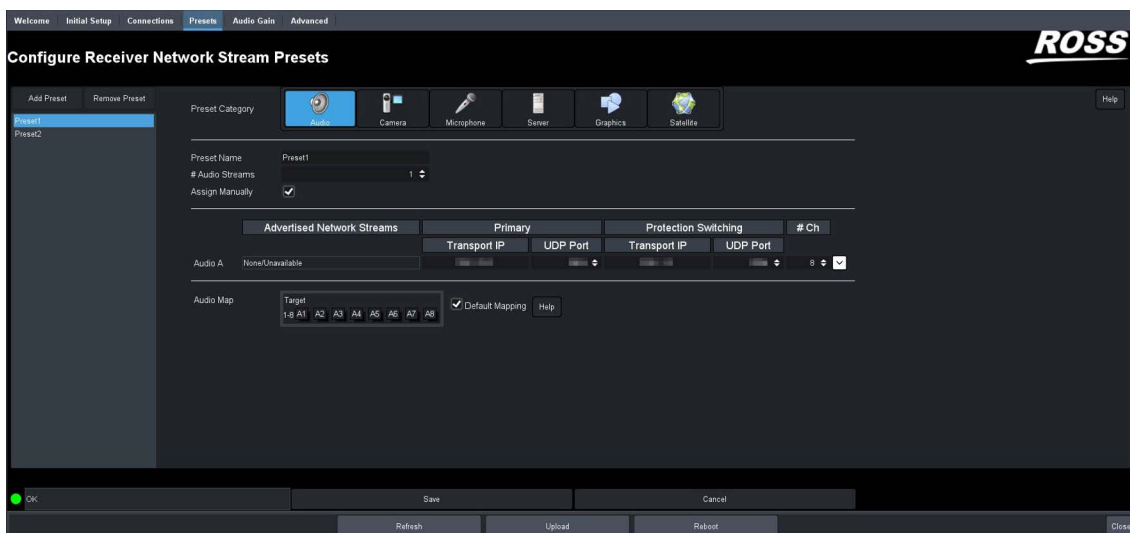 Welcome Initial Setup Connections Presets Audio Gain Advanced
ROSS
Configure Receiver Network Stream Presets
Add Preset Remove Preset
Preset Category
Audio Camera Microphone Server Graphics Satellite
Help
Preset1
Preset2
Preset Name Preset1
# Audio Streams 1
Assign Manually
Advertised Network Streams Primary Protection Switching # Ch
Transport IP UDP Port Transport IP UDP Port
Audio A None/Unavailable 8
Audio Map
Target
1-8 A1 A2 A3 A4 A5 A6 A7 A8
Default Mapping Help
OK Save Cancel
Refresh Upload Reboot Close